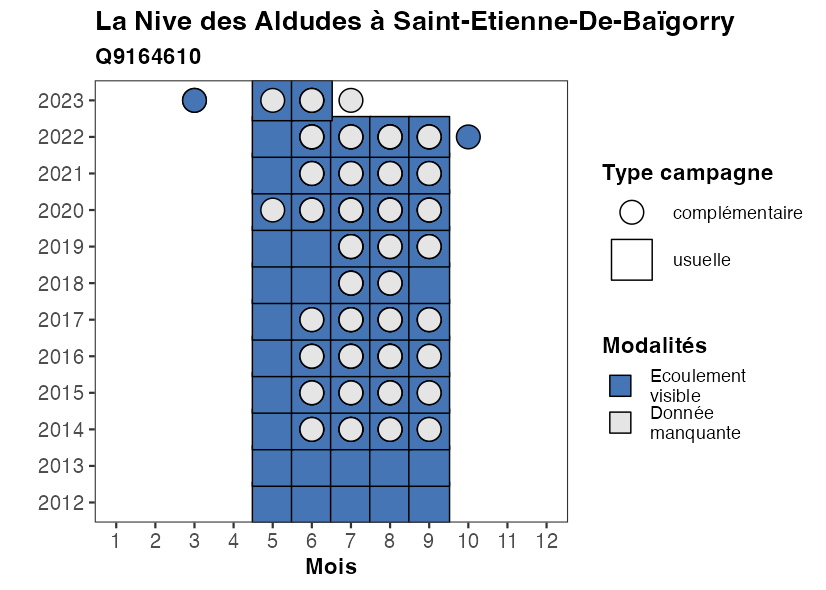 La Nive des Aldudes à Saint-Etienne-De-Baïgorry
Q9164610
2023
2022
2021
2020
2019
2018
2017
2016
2015
2014
2013
2012
1 2 3 4 5 6 7 8 9 10 11 12
Mois
Type campagne
complémentaire
usuelle
Modalités
Ecoulement
visible
Donnée
manquante